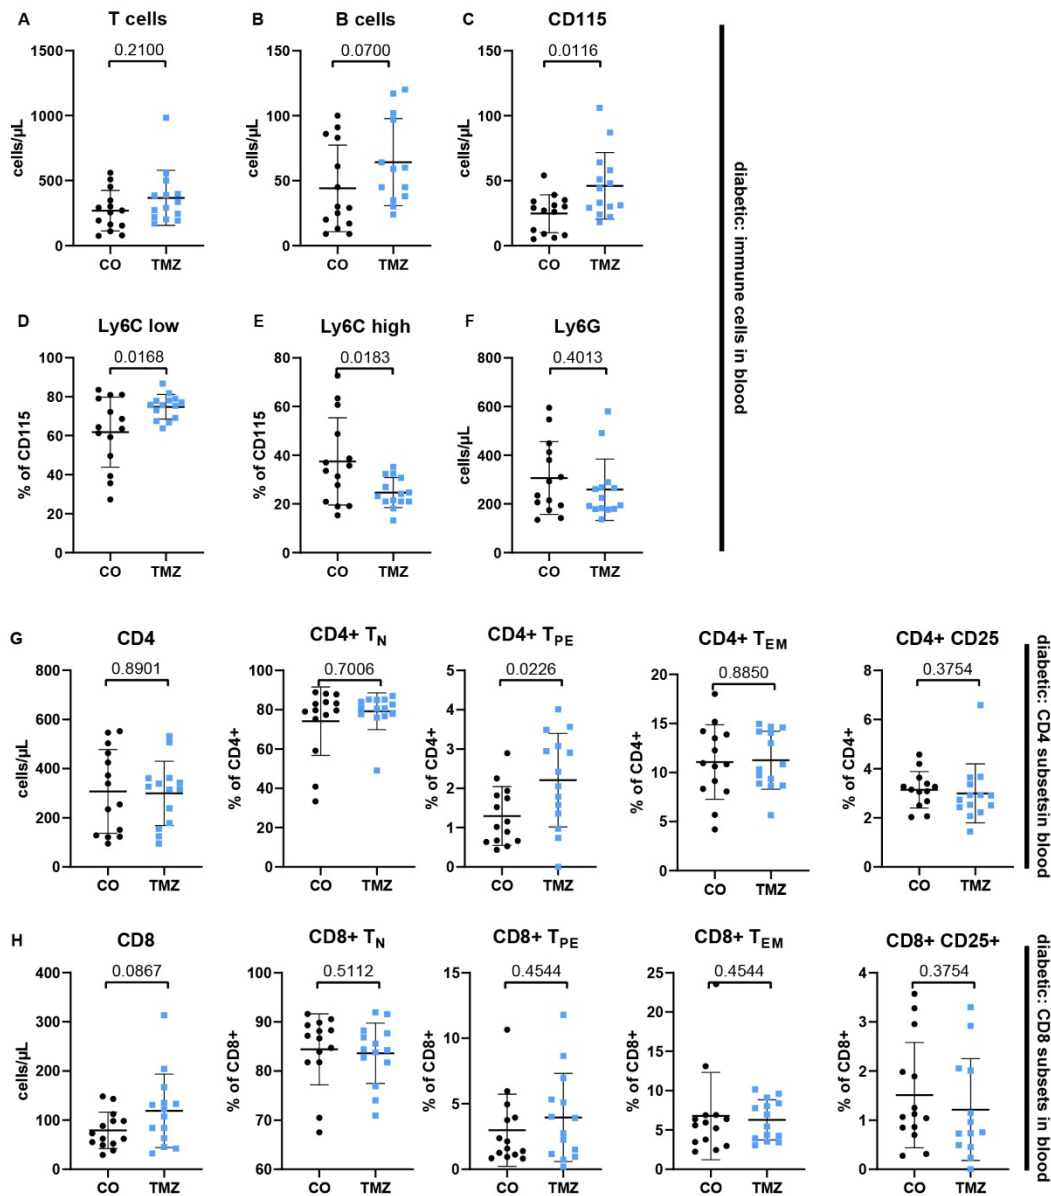 A
T cells
0.2100
1500
1000
500
0
cells/µL
CO
TMZ
B
B cells
0.0700
150
100
50
0
cells/µL
CO
TMZ
C
CD115
0.0116
150
100
50
0
cells/µL
CO
TMZ
diabetic: immune cells in blood
D
Ly6C low
0.0168
100
80
60
40
20
0
% of CD115
CO
TMZ
E
Ly6C high
0.0183
80
60
40
20
0
% of CD115
CO
TMZ
F
Ly6G
0.4013
800
600
400
200
0
cells/µL
CO
TMZ
G
CD4
0.8901
800
600
400
200
0
cells/µL
CO
TMZ
CD4+ TN
0.7006
100
80
60
40
20
0
% of CD4+
CO
TMZ
CD4+ TPE
0.0226
5
4
3
2
1
0
% of CD4+
CO
TMZ
CD4+ TEM
0.8850
20
15
10
5
0
% of CD4+
CO
TMZ
CD4+ CD25
0.3754
8
6
4
2
0
% of CD4+
CO
TMZ
diabetic: CD4 subsetsin blood
H
CD8
0.0867
400
300
200
100
0
cells/µL
CO
TMZ
CD8+ TN
0.5112
100
90
80
70
60
% of CD8+
CO
TMZ
CD8+ TPE
0.4544
15
10
5
0
% of CD8+
CO
TMZ
CD8+ TEM
0.4544
25
20
15
10
5
0
% of CD8+
CO
TMZ
CD8+ CD25+
0.3754
4
3
2
1
0
% of CD8+
CO
TMZ
diabetic: CD8 subsets in blood